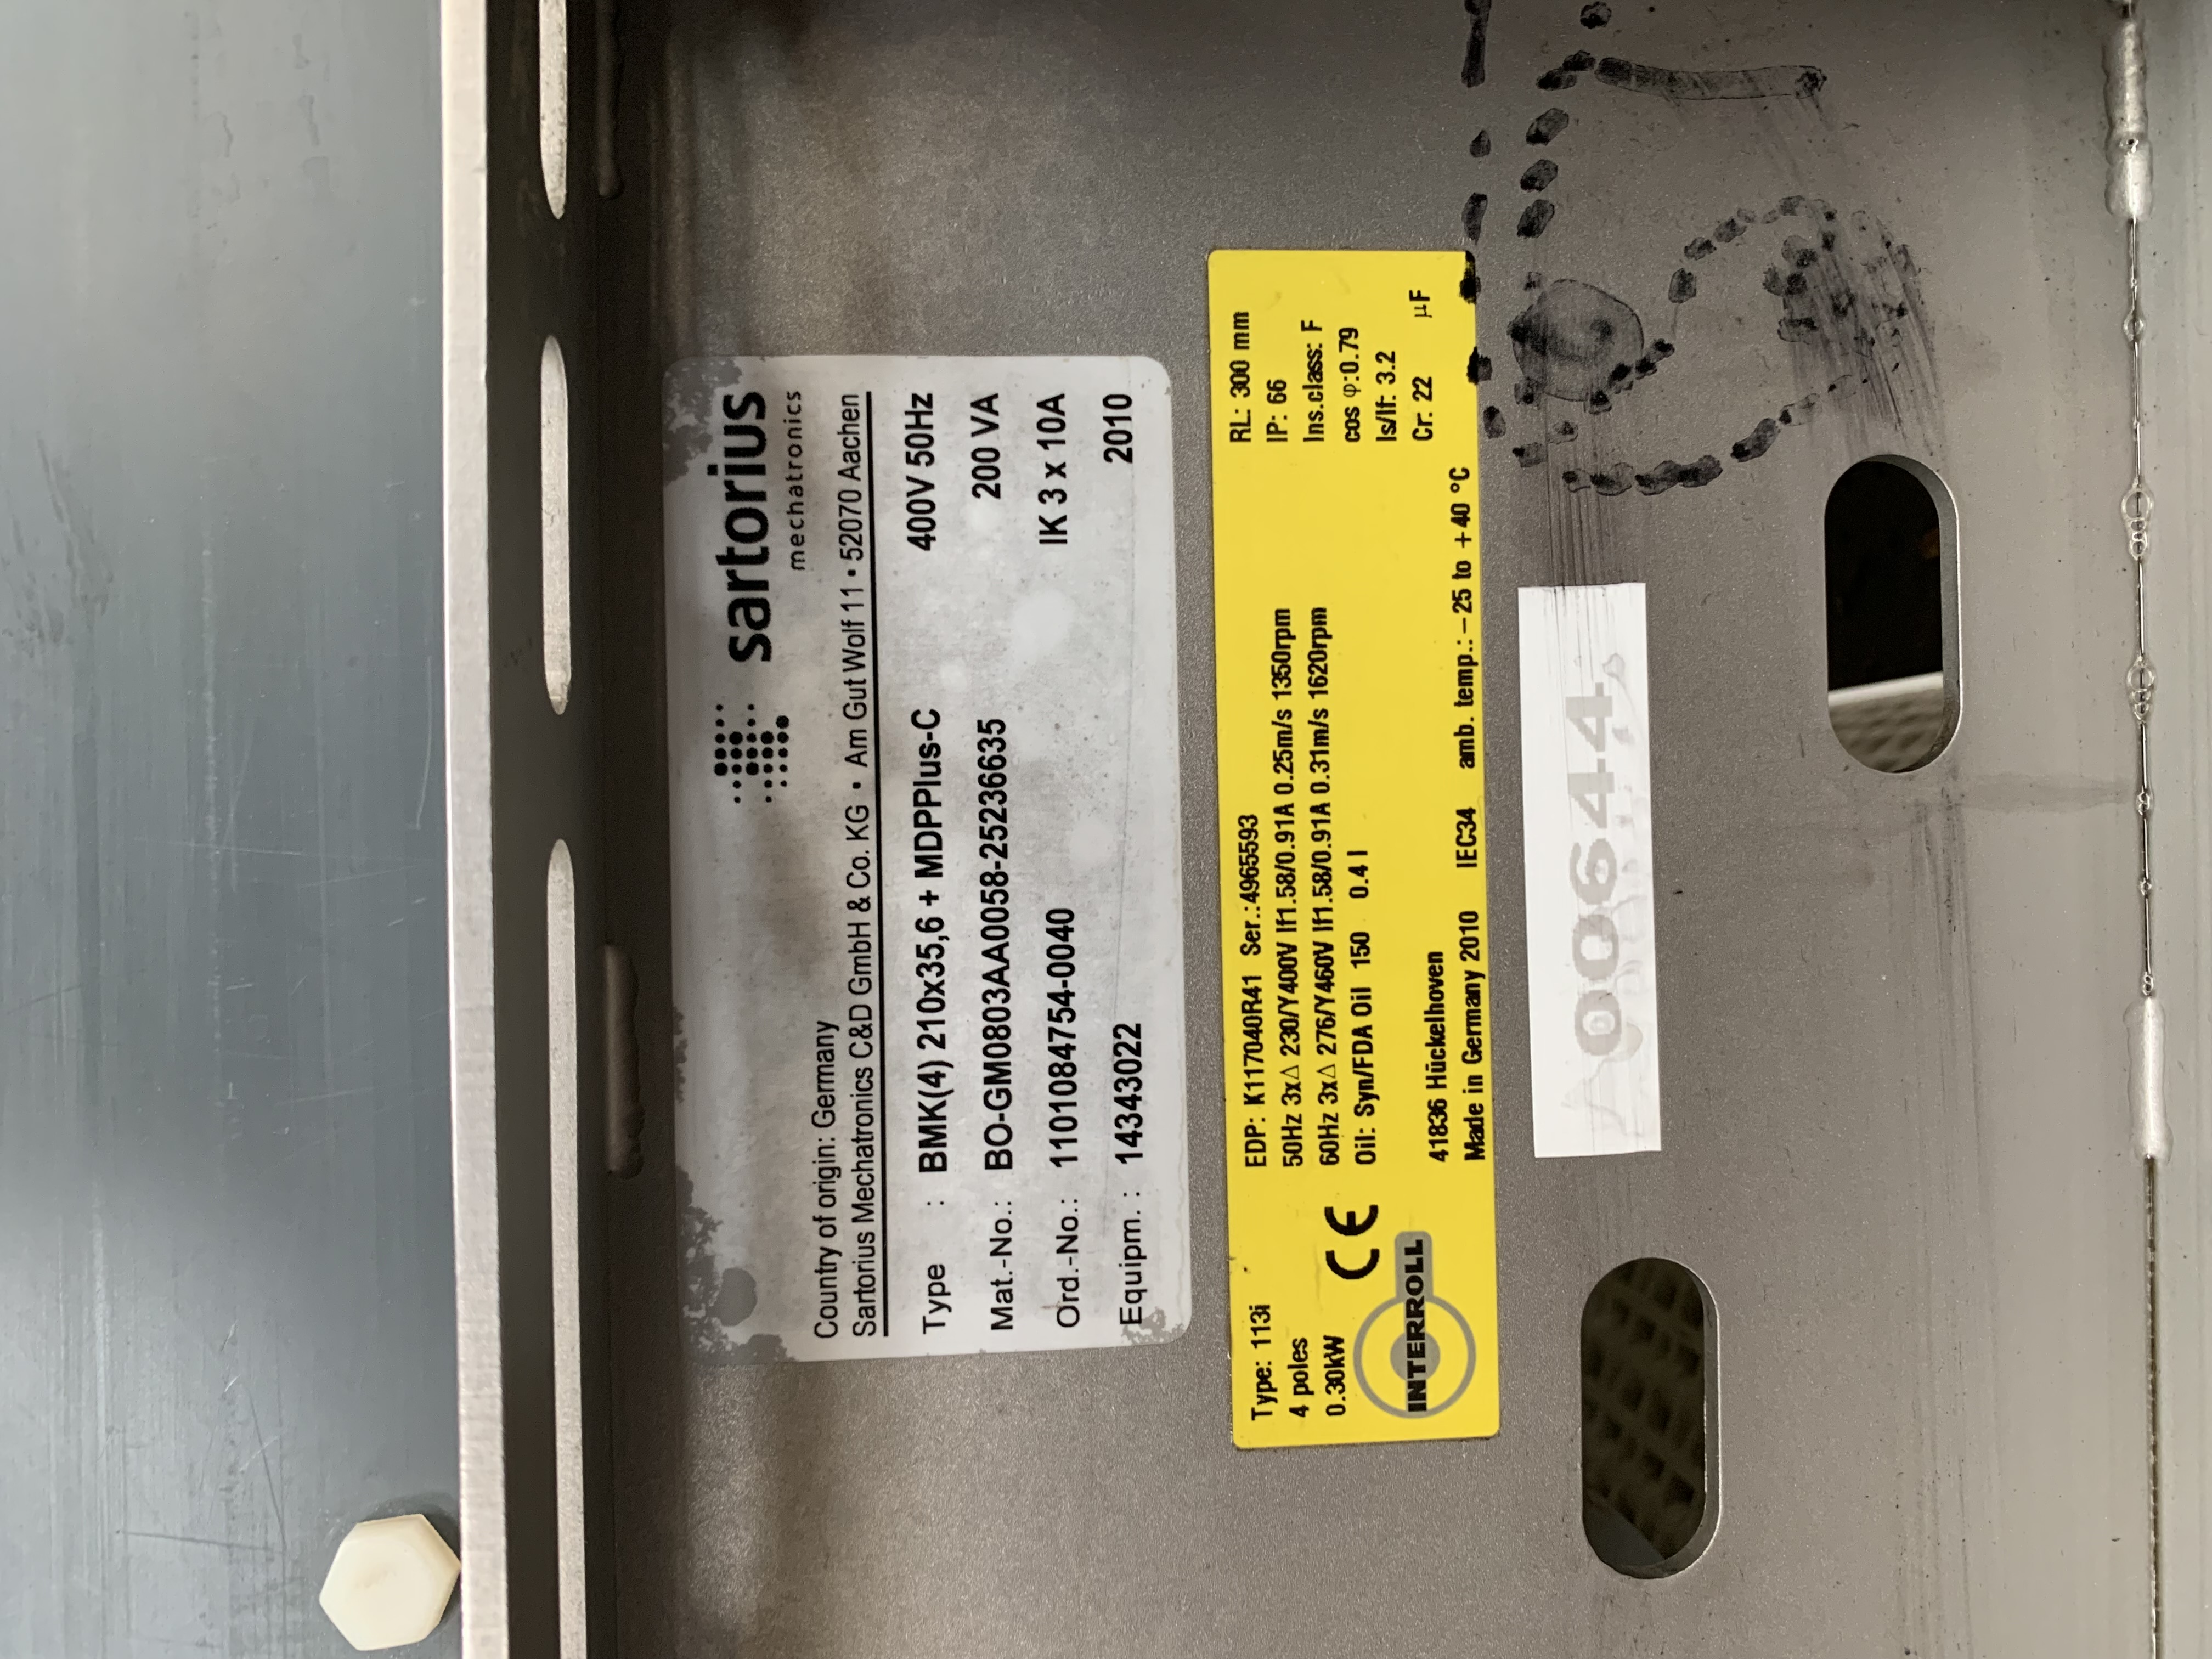 sartorius
mechatronics
Country of origin: Germany
Sartorius Mechatronics C&D GmbH & Co. KG • Am Gut Wolf 11 • 52070 Aachen
Type : BMK(4) 210x35,6 + MDPPlus-C 400V 50Hz
Mat.-No.: BO-GM0803AA0058-25236635 200 VA
Ord.-No.: 1101084754-0040 IK 3 x 10A
Equipm. : 14343022 2010
Type: 113i EDP: K117040R41 Ser.:4965593 RL: 300 mm
4 poles 50Hz 3x△ 230/Y400V If1.58/0.91A 0.25m/s 1350rpm IP: 66
0.30kW 60Hz 3x△ 276/Y460V If1.58/0.91A 0.31m/s 1620rpm Ins.class: F
CE Oil: Syn/FDA Oil 150 0.4 l cos φ:0.79
Is/If: 3.2
INTERROLL 41836 Hückelhoven Cr: 22 µF
Made in Germany 2010 IEC34 amb. temp.: −25 to +40 °C
00644